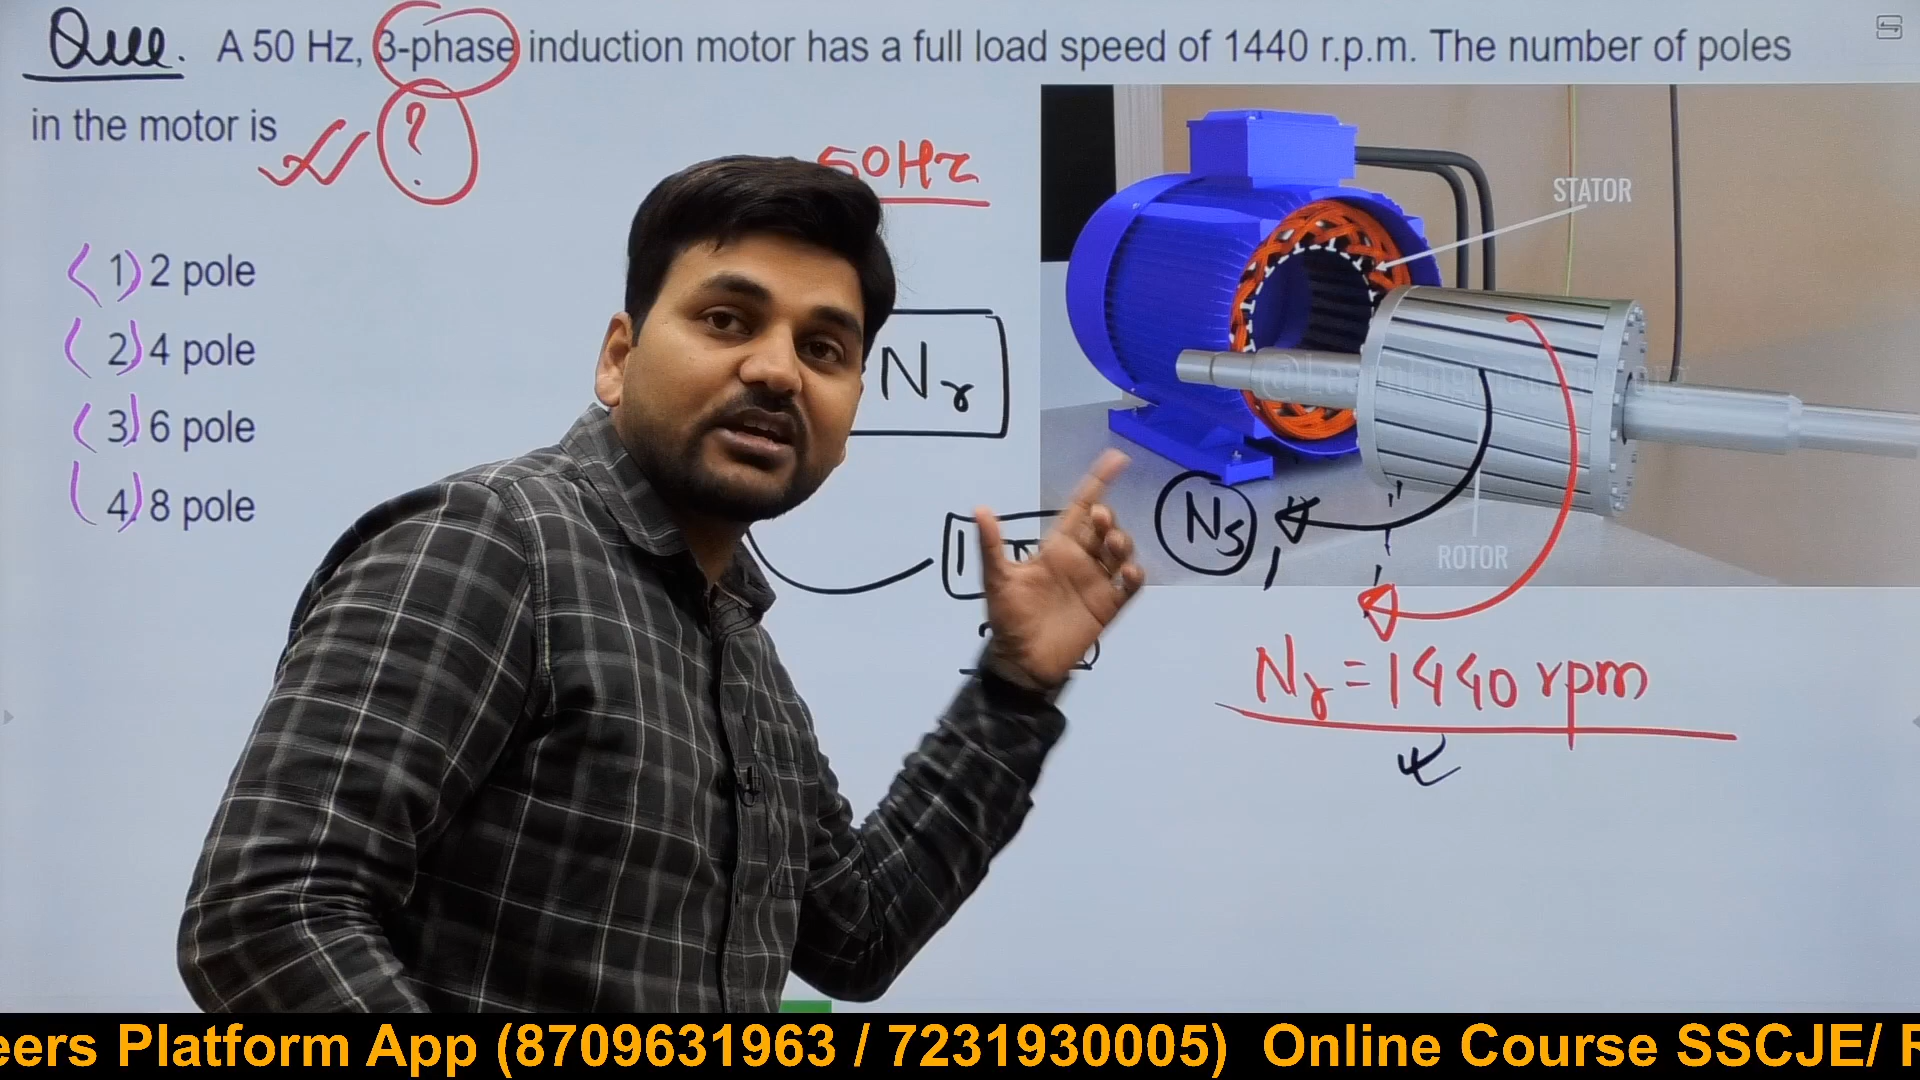 Que. A 50 Hz, 3-phase induction motor has a full load speed of 1440 r.p.m. The number of poles
in the motor is
?
50Hz
(1) 2 pole
(2) 4 pole
(3) 6 pole
(4) 8 pole
STATOR
Nr
Ns
ROTOR
Nr = 1440 rpm
Platform App (8709631963 / 7231930005) Online Course SSCJE/